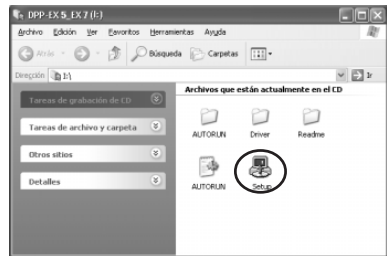 DPP-EX 5_EX 7 (I:)
Archivo Edición Ver Favoritos Herramientas Ayuda
Atrás Búsqueda Carpetas
Dirección I:\ Ir
Archivos que están actualmente en el CD
Tareas de grabación de CD
Tareas de archivo y carpeta
Otros sitios
Detalles
AUTORUN Driver Readme
AUTORUN Setup